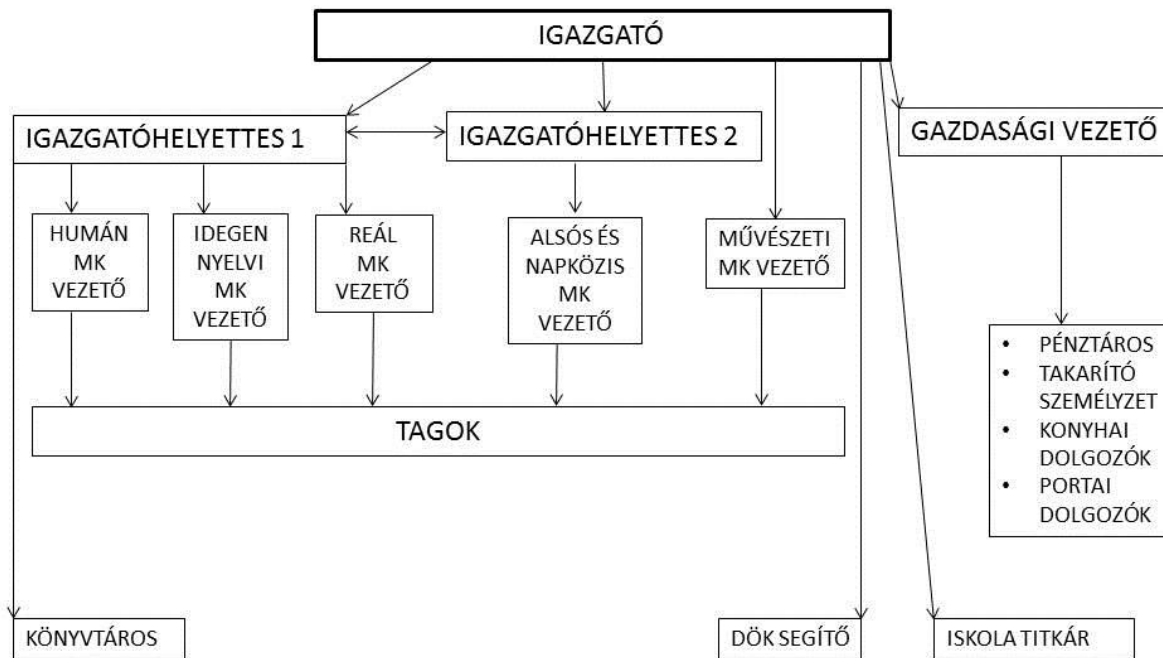 IGAZGATÓ
IGAZGATÓHELYETTES 1
IGAZGATÓHELYETTES 2
GAZDASÁGI VEZETŐ
HUMÁN
MK
VEZETŐ
IDEGEN
NYELVI
MK
VEZETŐ
REÁL
MK
VEZETŐ
ALSÓS ÉS
NAPKÖZIS
MK
VEZETŐ
MŰVÉSZETI
MK VEZETŐ
• PÉNZTÁROS
• TAKARÍTÓ
SZEMÉLYZET
• KONYHAI
DOLGOZÓK
• PORTAI
DOLGOZÓK
TAGOK
KÖNYVTÁROS
DÖK SEGÍTŐ
ISKOLA TITKÁR